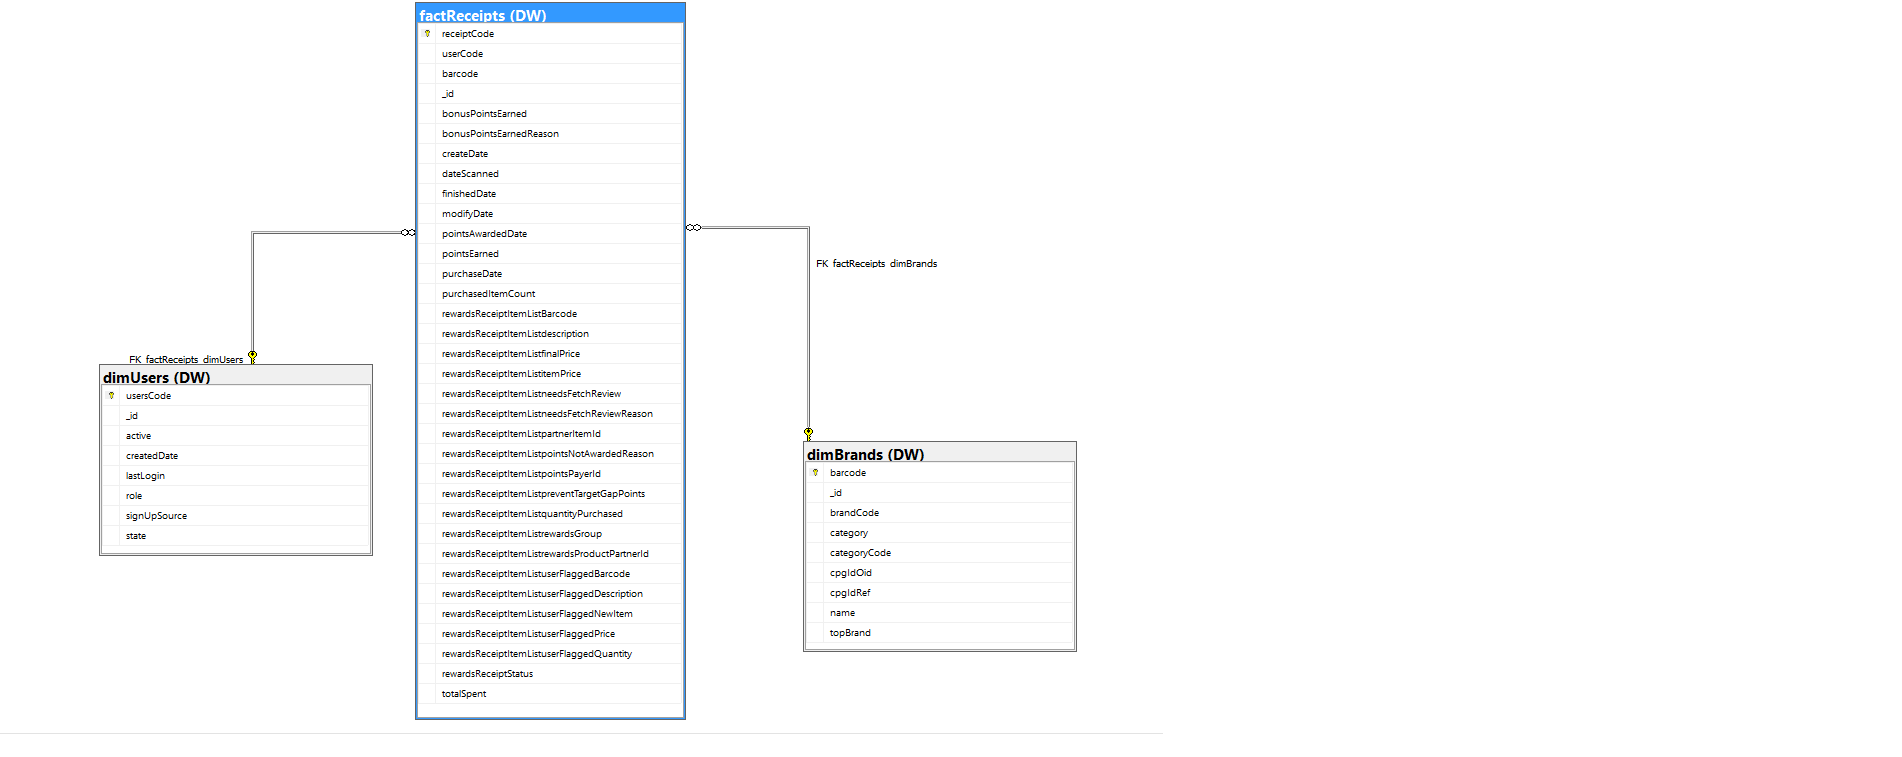 factReceipts (DW)
receiptCode
userCode
barcode
_id
bonusPointsEarned
bonusPointsEarnedReason
createDate
dateScanned
finishedDate
modifyDate
pointsAwardedDate
pointsEarned
purchaseDate
purchasedItemCount
rewardsReceiptItemListBarcode
rewardsReceiptItemListdescription
rewardsReceiptItemListfinalPrice
rewardsReceiptItemListitemPrice
rewardsReceiptItemListneedsFetchReview
rewardsReceiptItemListneedsFetchReviewReason
rewardsReceiptItemListpartnerItemId
rewardsReceiptItemListpointsNotAwardedReason
rewardsReceiptItemListpointsPayerId
rewardsReceiptItemListpreventTargetGapPoints
rewardsReceiptItemListquantityPurchased
rewardsReceiptItemListrewardsGroup
rewardsReceiptItemListrewardsProductPartnerId
rewardsReceiptItemListuserFlaggedBarcode
rewardsReceiptItemListuserFlaggedDescription
rewardsReceiptItemListuserFlaggedNewItem
rewardsReceiptItemListuserFlaggedPrice
rewardsReceiptItemListuserFlaggedQuantity
rewardsReceiptStatus
totalSpent
FK_factReceipts_dimUsers
dimUsers (DW)
usersCode
_id
active
createdDate
lastLogin
role
signUpSource
state
FK_factReceipts_dimBrands
dimBrands (DW)
barcode
_id
brandCode
category
categoryCode
cpgIdOid
cpgIdRef
name
topBrand